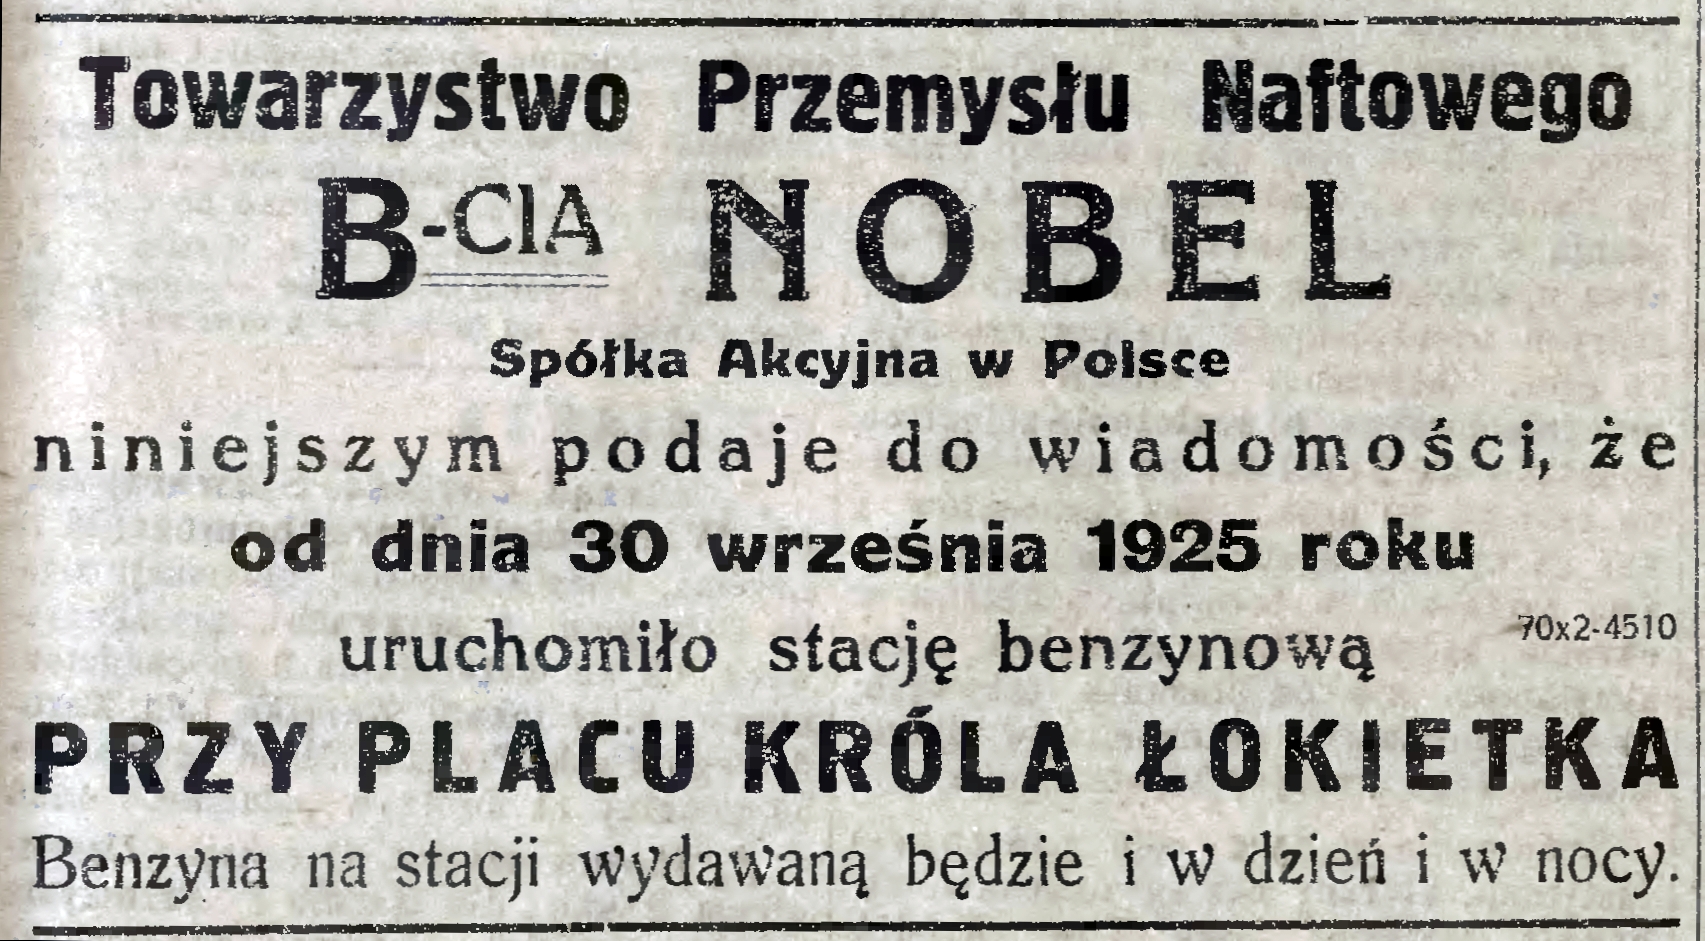 Towarzystwo Przemysłu Naftowego
B-CIA NOBEL
Spółka Akcyjna w Polsce
niniejszym podaje do wiadomości, że
od dnia 30 września 1925 roku
uruchomiło stację benzynową
70x2-4510
PRZY PLACU KRÓLA ŁOKIETKA
Benzyna na stacji wydawaną będzie i w dzień i w nocy.